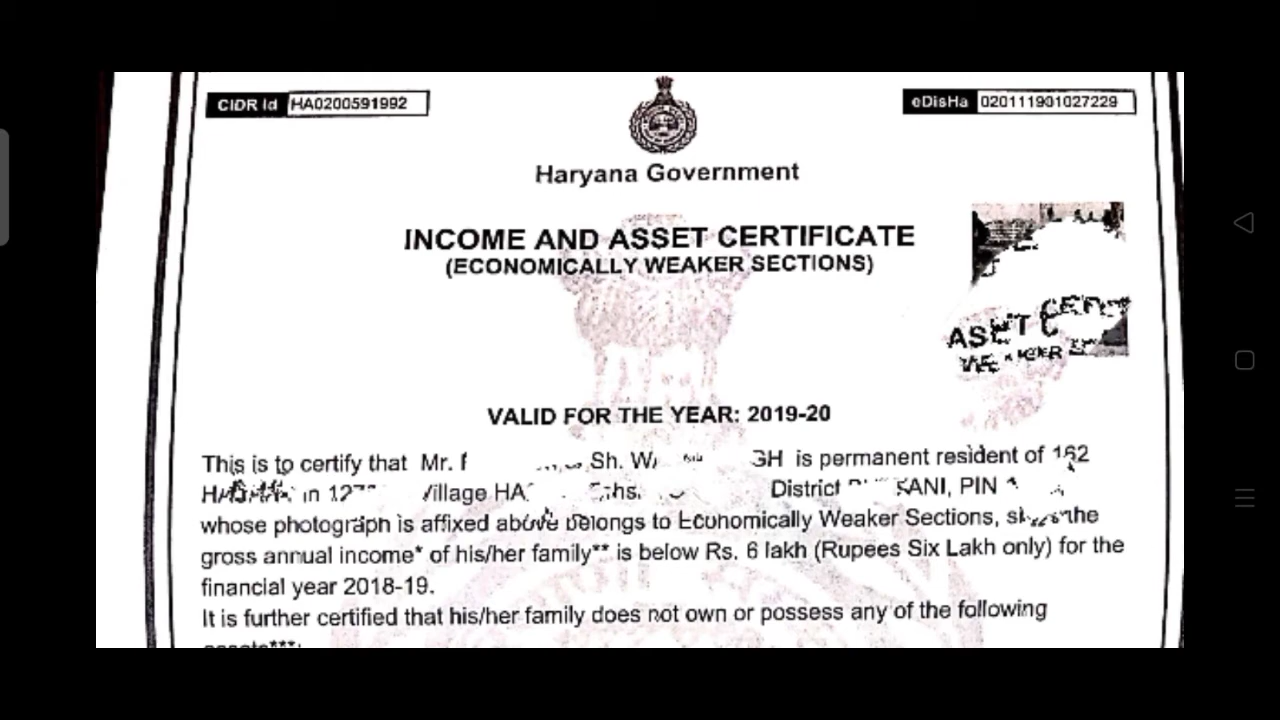 CIDR Id HA0200591992
eDisHa 020111901027229
Haryana Government
INCOME AND ASSET CERTIFICATE
(ECONOMICALLY WEAKER SECTIONS)
ASET
VALID FOR THE YEAR: 2019-20
This is to certify that Mr. Sh. is permanent resident of 162
in District PIN
whose photograph is affixed above belongs to Economically Weaker Sections, the
gross annual income* of his/her family** is below Rs. 6 lakh (Rupees Six Lakh only) for the
financial year 2018-19.
It is further certified that his/her family does not own or possess any of the following